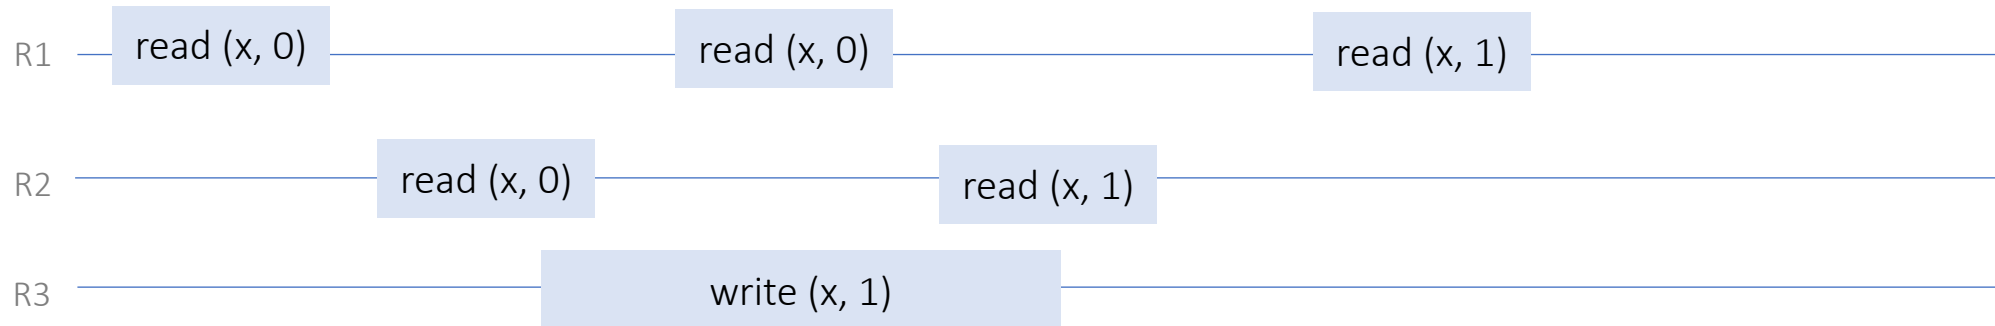 R1 read (x, 0) read (x, 0) read (x, 1)
R2 read (x, 0) read (x, 1)
R3 write (x, 1)